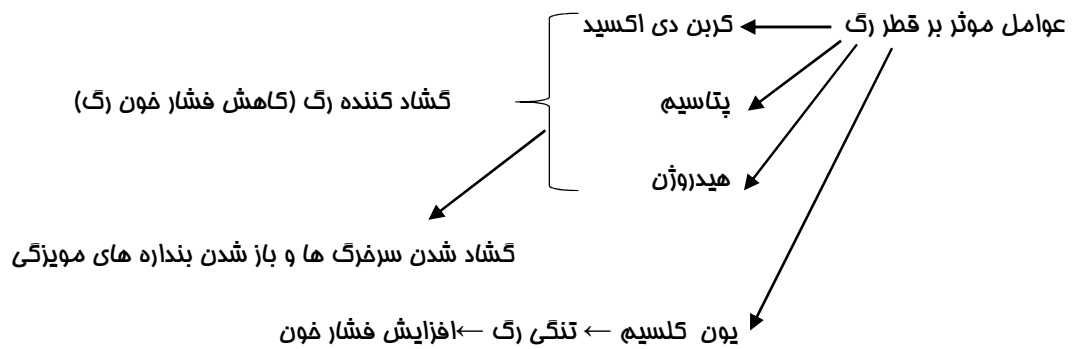 عوامل موثر بر قطر رگ
کربن دی اکسید
پتاسیم
گشاد کننده رگ (کاهش فشار خون رگ)
هیدروژن
گشاد شدن سرخرگ ها و باز شدن بنداره های مویرگی
یون کلسیم ← تنگی رگ ←افزایش فشار خون